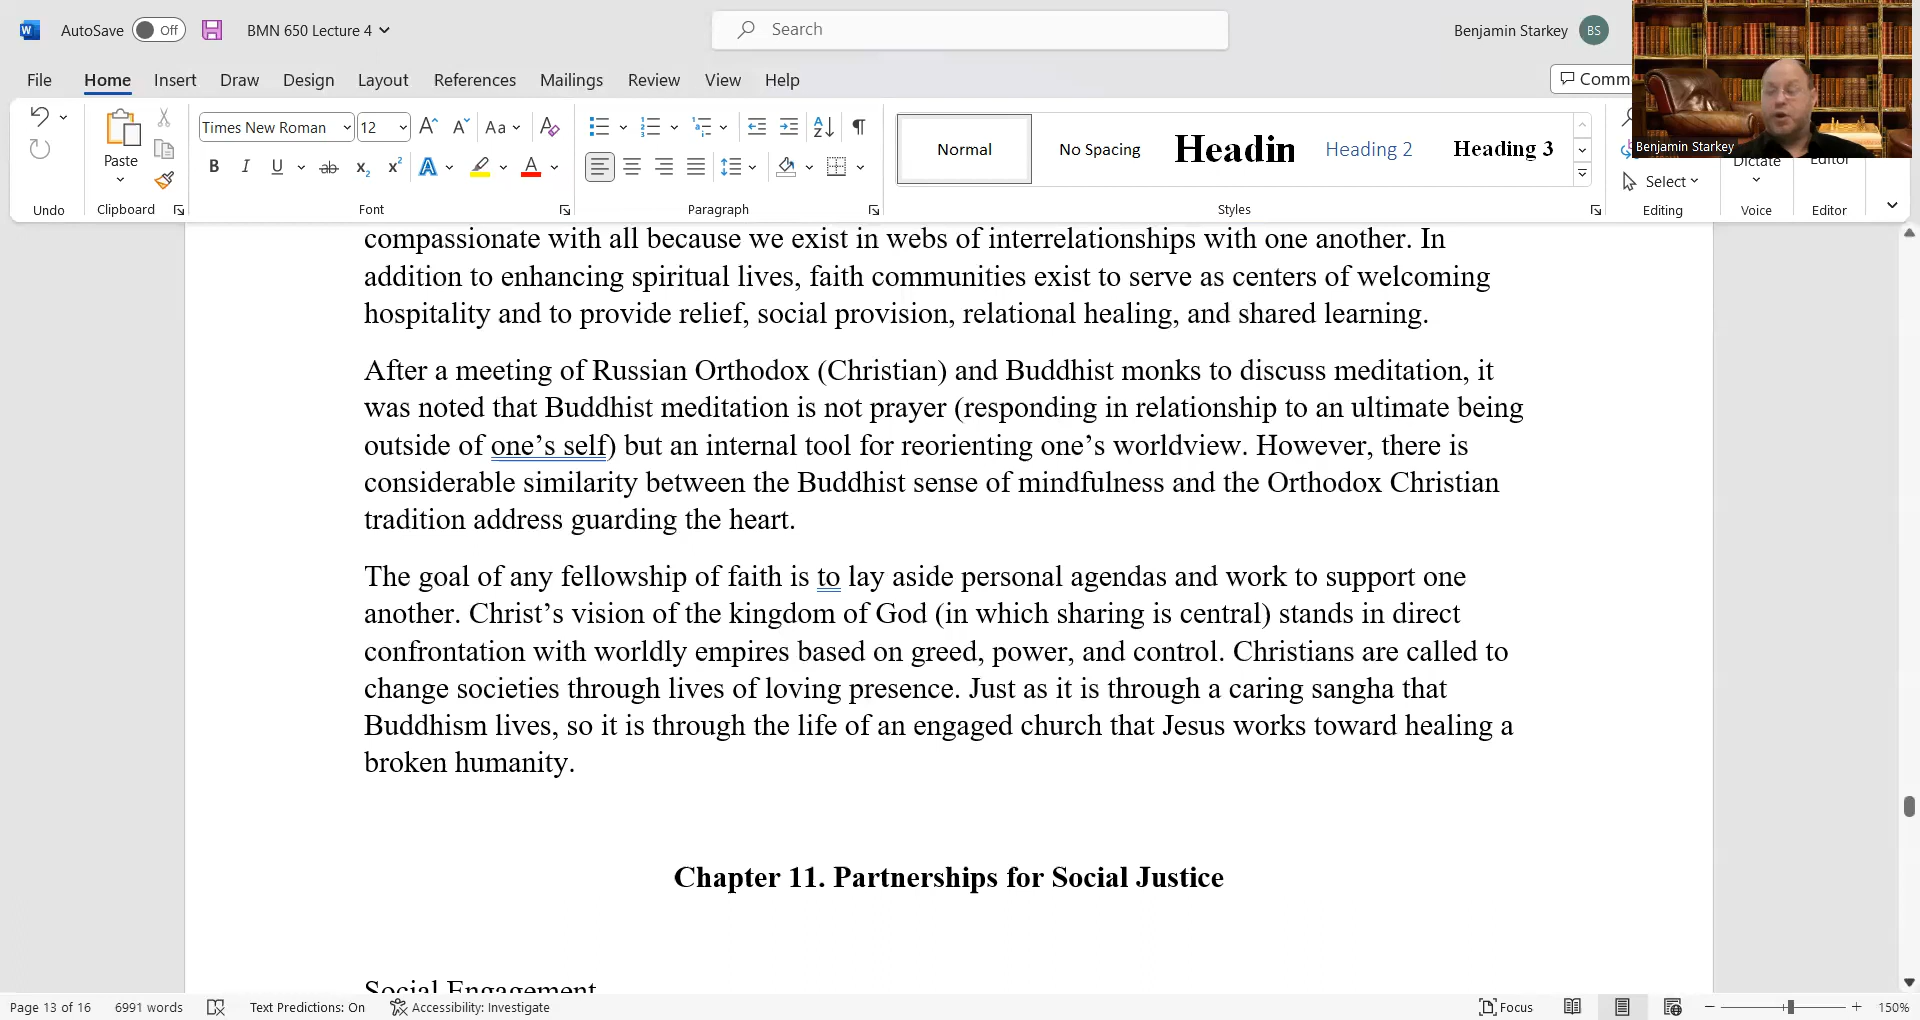 AutoSave Off BMN 650 Lecture 4 Search Benjamin Starkey BS
File Home Insert Draw Design Layout References Mailings Review View Help Comm
Times New Roman 12 Aa
Paste
B I U ab x₂ x² A A
Normal No Spacing Headin Heading 2 Heading 3
Select Dictate Editor
Benjamin Starkey
Undo Clipboard Font Paragraph Styles Editing Voice Editor
compassionate with all because we exist in webs of interrelationships with one another. In
addition to enhancing spiritual lives, faith communities exist to serve as centers of welcoming
hospitality and to provide relief, social provision, relational healing, and shared learning.
After a meeting of Russian Orthodox (Christian) and Buddhist monks to discuss meditation, it
was noted that Buddhist meditation is not prayer (responding in relationship to an ultimate being
outside of one’s self) but an internal tool for reorienting one’s worldview. However, there is
considerable similarity between the Buddhist sense of mindfulness and the Orthodox Christian
tradition address guarding the heart.
The goal of any fellowship of faith is to lay aside personal agendas and work to support one
another. Christ’s vision of the kingdom of God (in which sharing is central) stands in direct
confrontation with worldly empires based on greed, power, and control. Christians are called to
change societies through lives of loving presence. Just as it is through a caring sangha that
Buddhism lives, so it is through the life of an engaged church that Jesus works toward healing a
broken humanity.
Chapter 11. Partnerships for Social Justice
Social Engagement
Page 13 of 16 6991 words Text Predictions: On Accessibility: Investigate Focus 150%